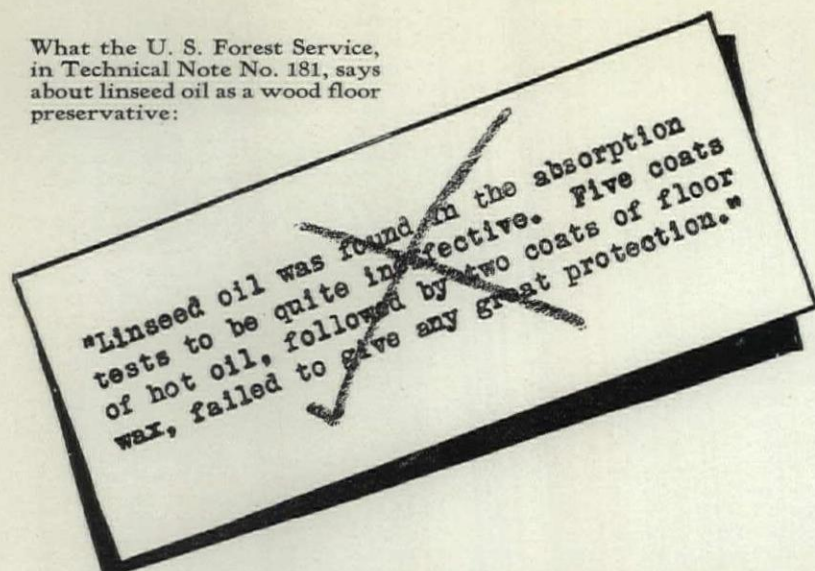 What the U. S. Forest Service,
in Technical Note No. 181, says
about linseed oil as a wood floor
preservative:
"Linseed oil was found in the absorption
tests to be quite ineffective. Five coats
of hot oil, followed by two coats of floor
wax, failed to give any great protection."